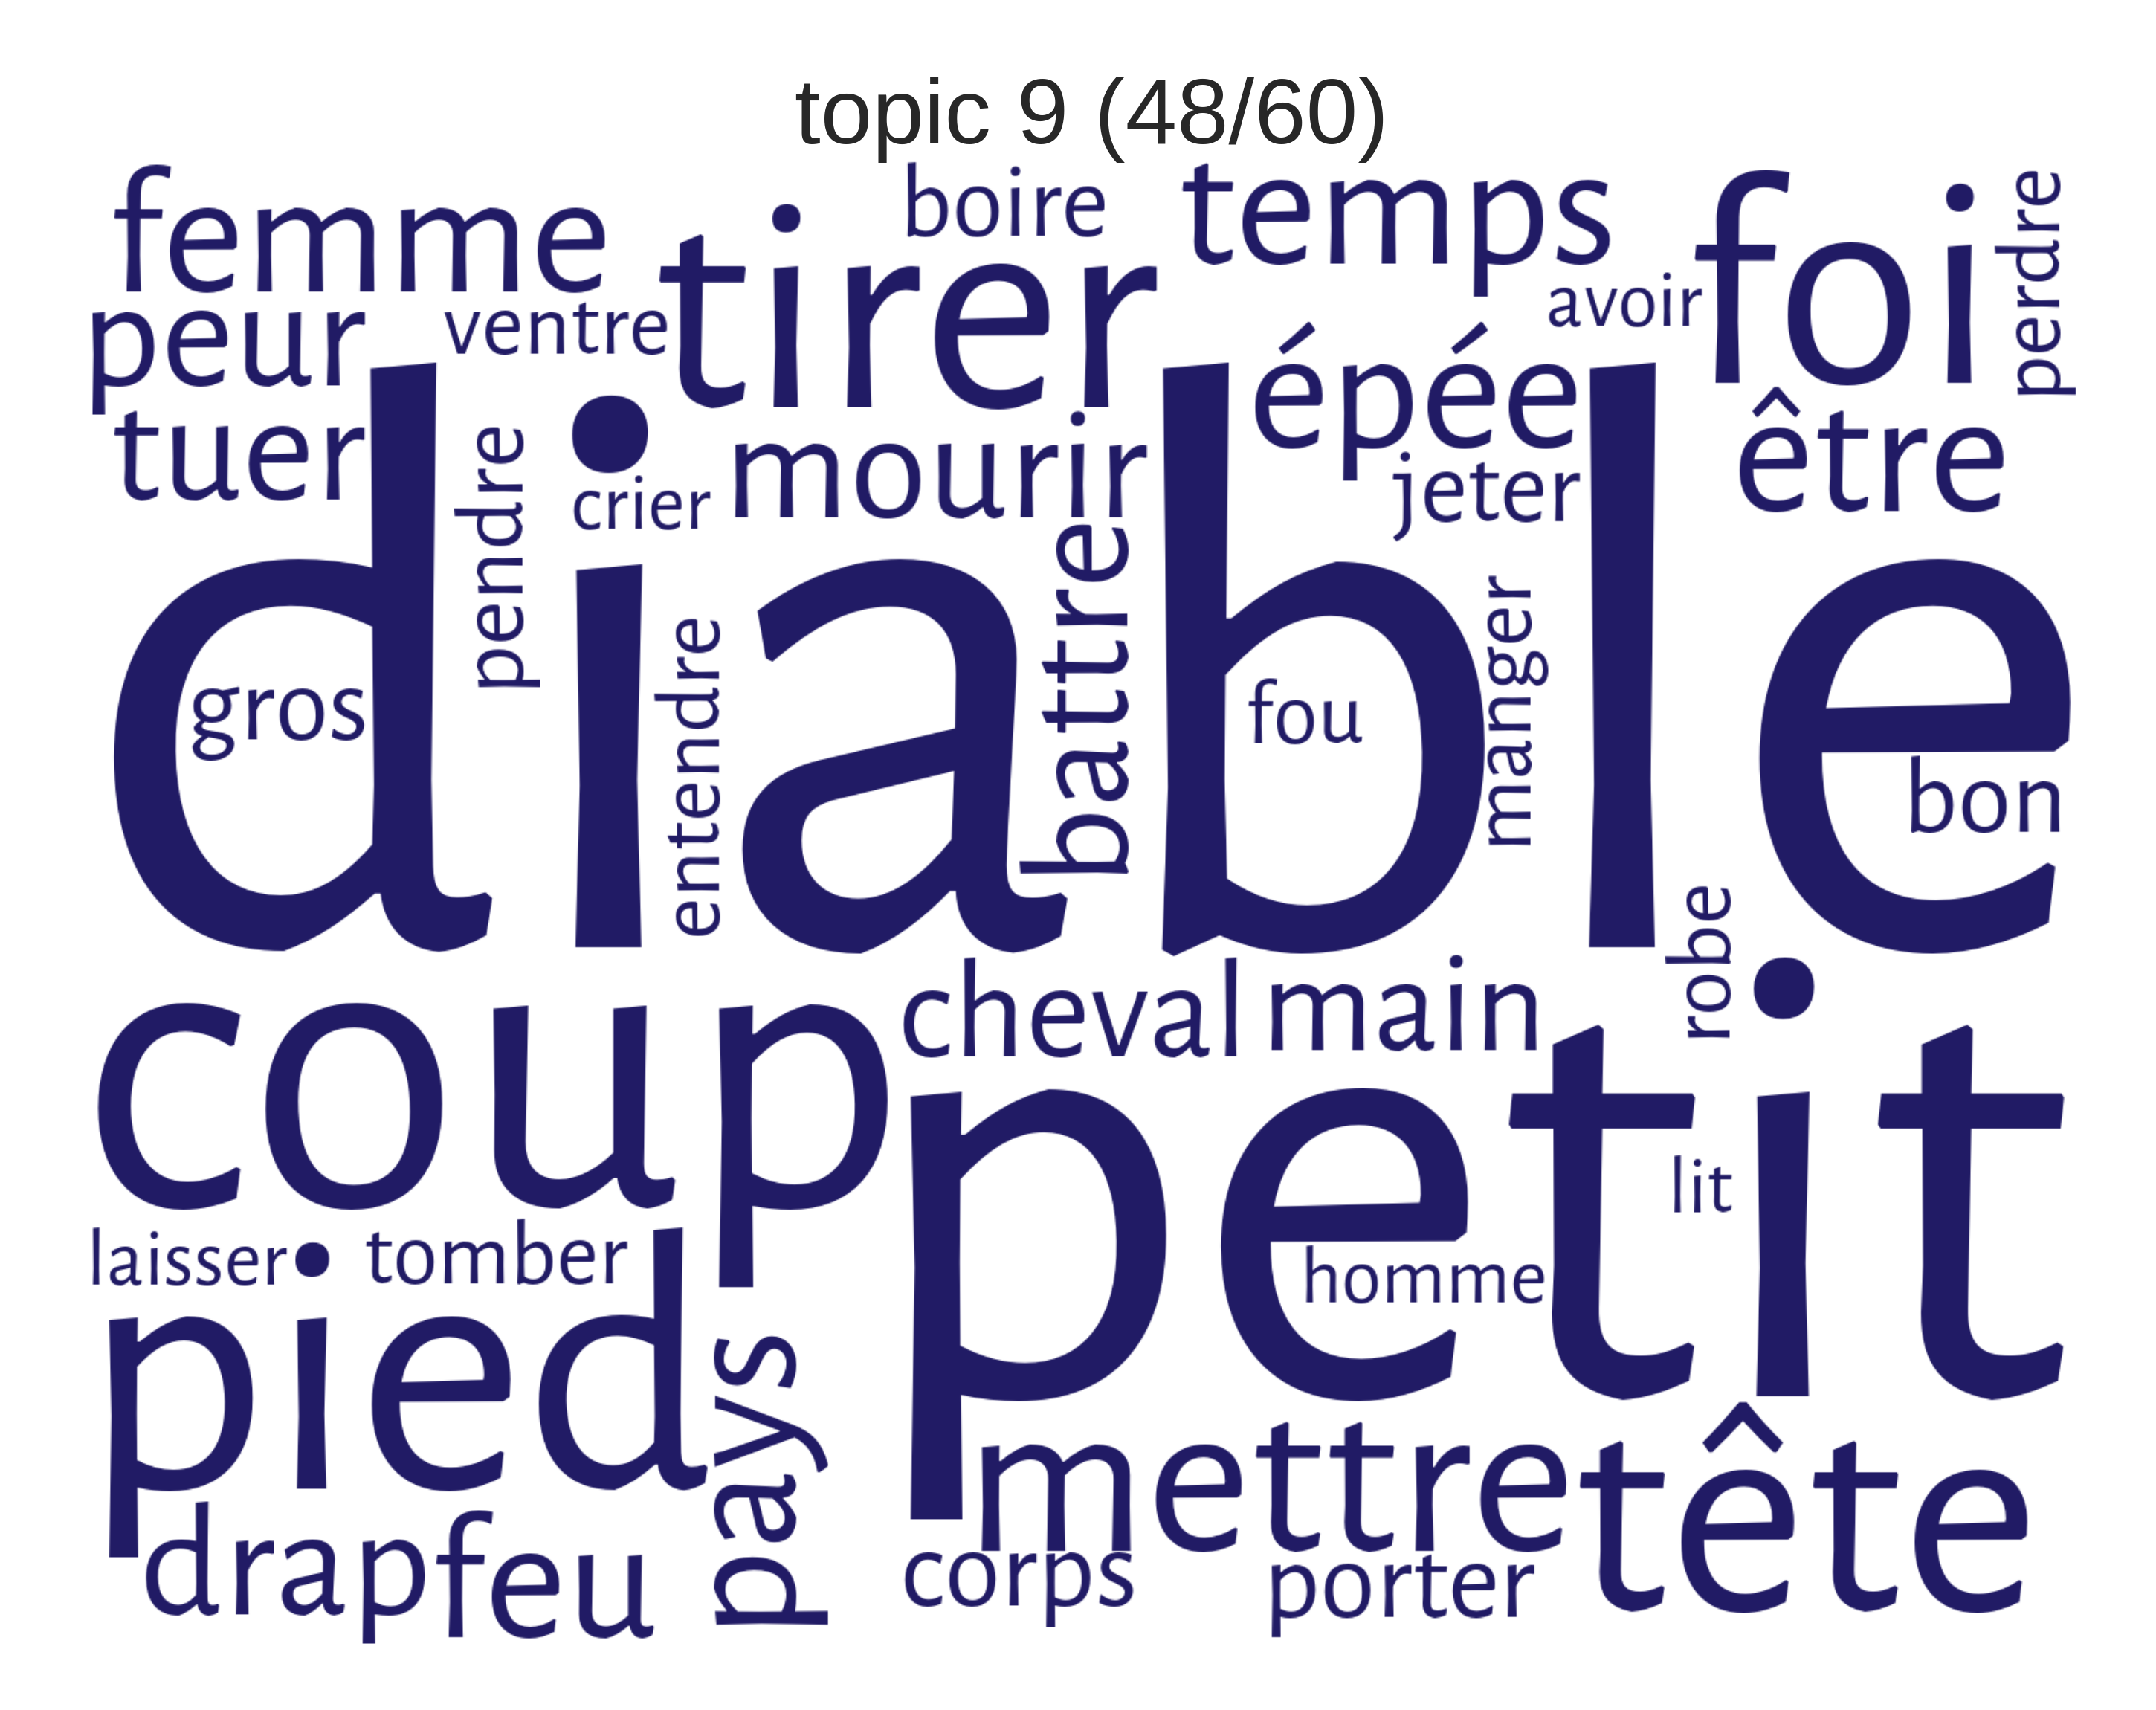 topic 9 (48/60)
femme
boire
temps
foi
perdre
tirer
avoir
peur
ventre
épée
tuer
pendre
crier
mourir
jeter
être
diable
battre
entendre
manger
gros
fou
bon
robe
coup
cheval
main
petit
lit
laisser
tomber
homme
pied
pays
mettre
tête
drap
feu
corps
porter